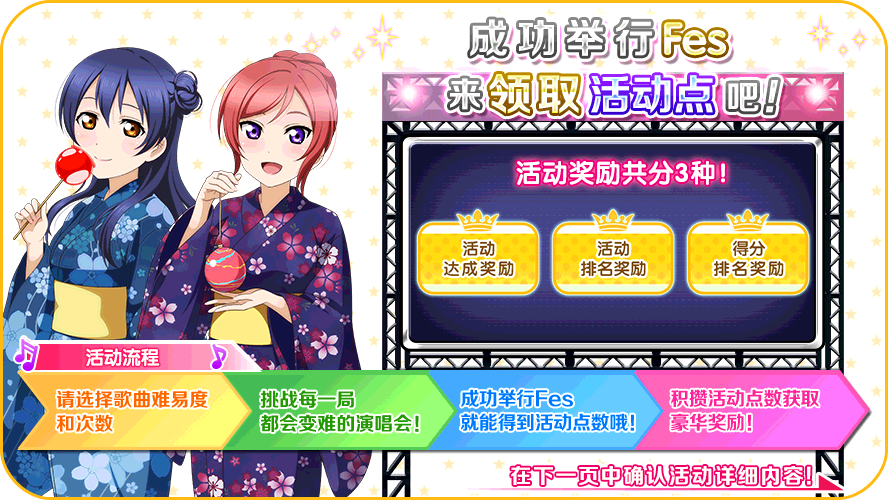 成功举行Fes
来领取活动点吧！
活动奖励共分3种！
活动
达成奖励
活动
排名奖励
得分
排名奖励
活动流程
请选择歌曲难易度
和次数
挑战每一局
都会变难的演唱会！
成功举行Fes
就能得到活动点数哦！
积攒活动点数获取
豪华奖励！
在下一页中确认活动详细内容！